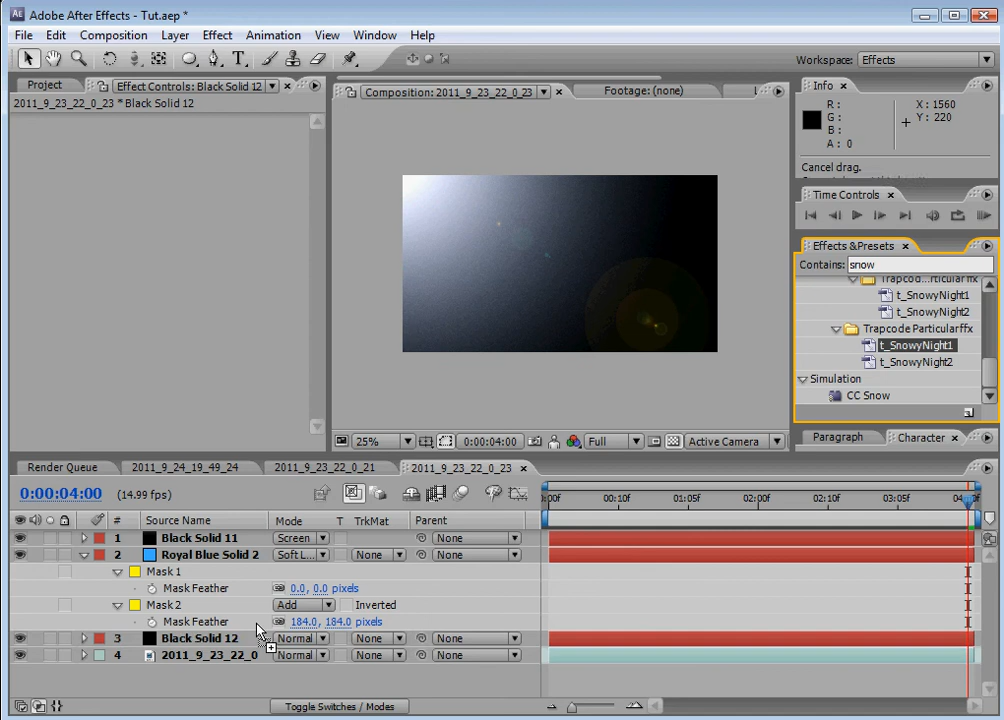 Adobe After Effects - Tut.aep *
File Edit Composition Layer Effect Animation View Window Help
Workspace: Effects
Project Effect Controls: Black Solid 12
2011_9_23_22_0_23 * Black Solid 12
Composition: 2011_9_23_22_0_23 Footage: (none)
Info
R: X: 1560
G: Y: 220
B:
A: 0
Cancel drag.
Time Controls
Effects & Presets
Contains: snow
t_SnowyNight1
t_SnowyNight2
Trapcode Particular ffx
t_SnowyNight1
t_SnowyNight2
Simulation
CC Snow
Paragraph Character
25% 0:00:04:00 Full Active Camera
Render Queue 2011_9_24_19_49_24 2011_9_23_22_0_21 2011_9_23_22_0_23
0:00:04:00 (14.99 fps)
:00f 00:10f 01:05f 02:00f 02:10f 03:05f 04:0
# Source Name Mode T TrkMat Parent
1 Black Solid 11 Screen None
2 Royal Blue Solid 2 Soft L... None None
Mask 1
Mask Feather 0.0, 0.0 pixels
Mask 2 Add Inverted
Mask Feather 184.0, 184.0 pixels
3 Black Solid 12 Normal None None
4 2011_9_23_22_0 Normal None None
Toggle Switches / Modes